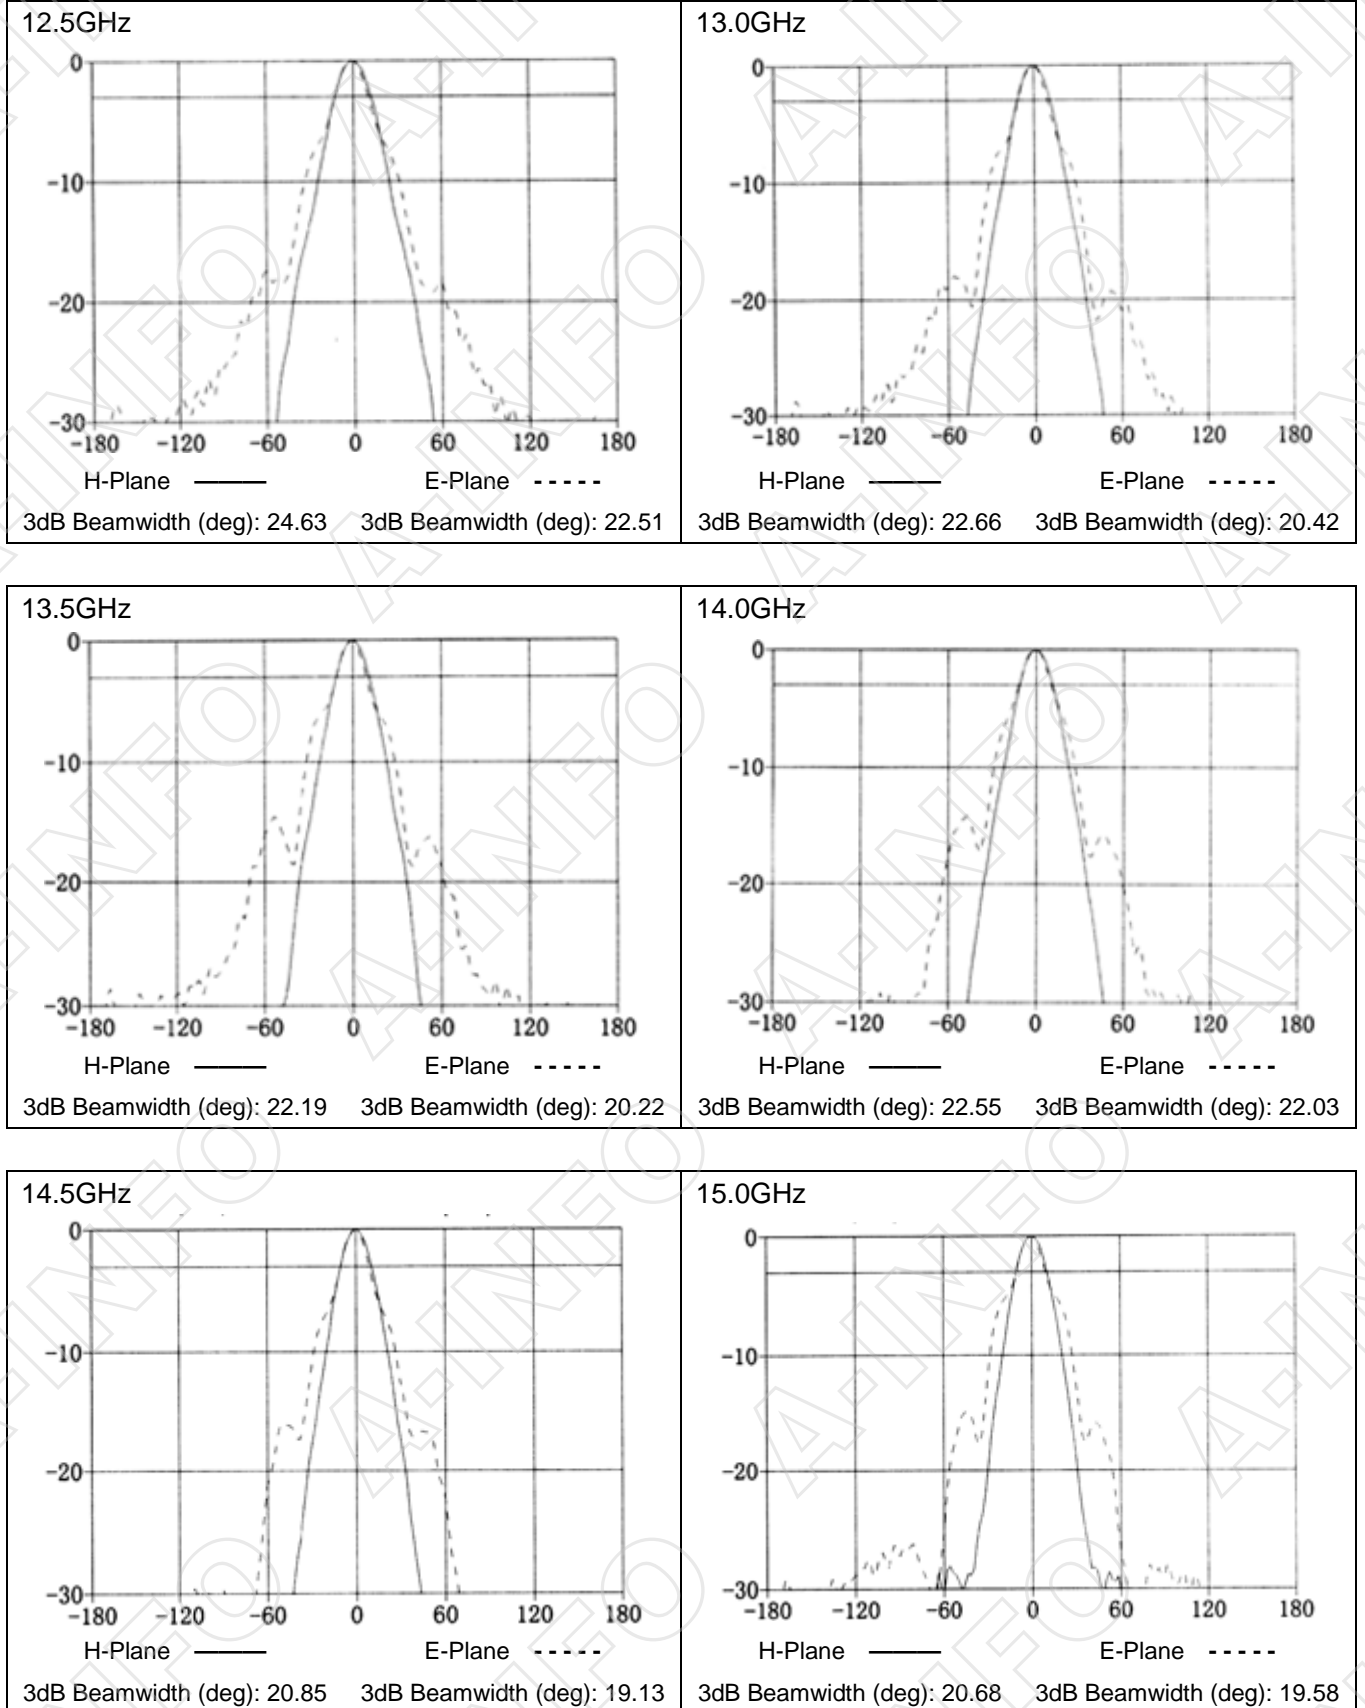 12.5GHz
0
-10
-20
-30
-180 -120 -60 0 60 120 180
H-Plane E-Plane
3dB Beamwidth (deg): 24.63 3dB Beamwidth (deg): 22.51
13.0GHz
0
-10
-20
-30
-180 -120 -60 0 60 120 180
H-Plane E-Plane
3dB Beamwidth (deg): 22.66 3dB Beamwidth (deg): 20.42
13.5GHz
0
-10
-20
-30
-180 -120 -60 0 60 120 180
H-Plane E-Plane
3dB Beamwidth (deg): 22.19 3dB Beamwidth (deg): 20.22
14.0GHz
0
-10
-20
-30
-180 -120 -60 0 60 120 180
H-Plane E-Plane
3dB Beamwidth (deg): 22.55 3dB Beamwidth (deg): 22.03
14.5GHz
0
-10
-20
-30
-180 -120 -60 0 60 120 180
H-Plane E-Plane
3dB Beamwidth (deg): 20.85 3dB Beamwidth (deg): 19.13
15.0GHz
0
-10
-20
-30
-180 -120 -60 0 60 120 180
H-Plane E-Plane
3dB Beamwidth (deg): 20.68 3dB Beamwidth (deg): 19.58
A-INFO